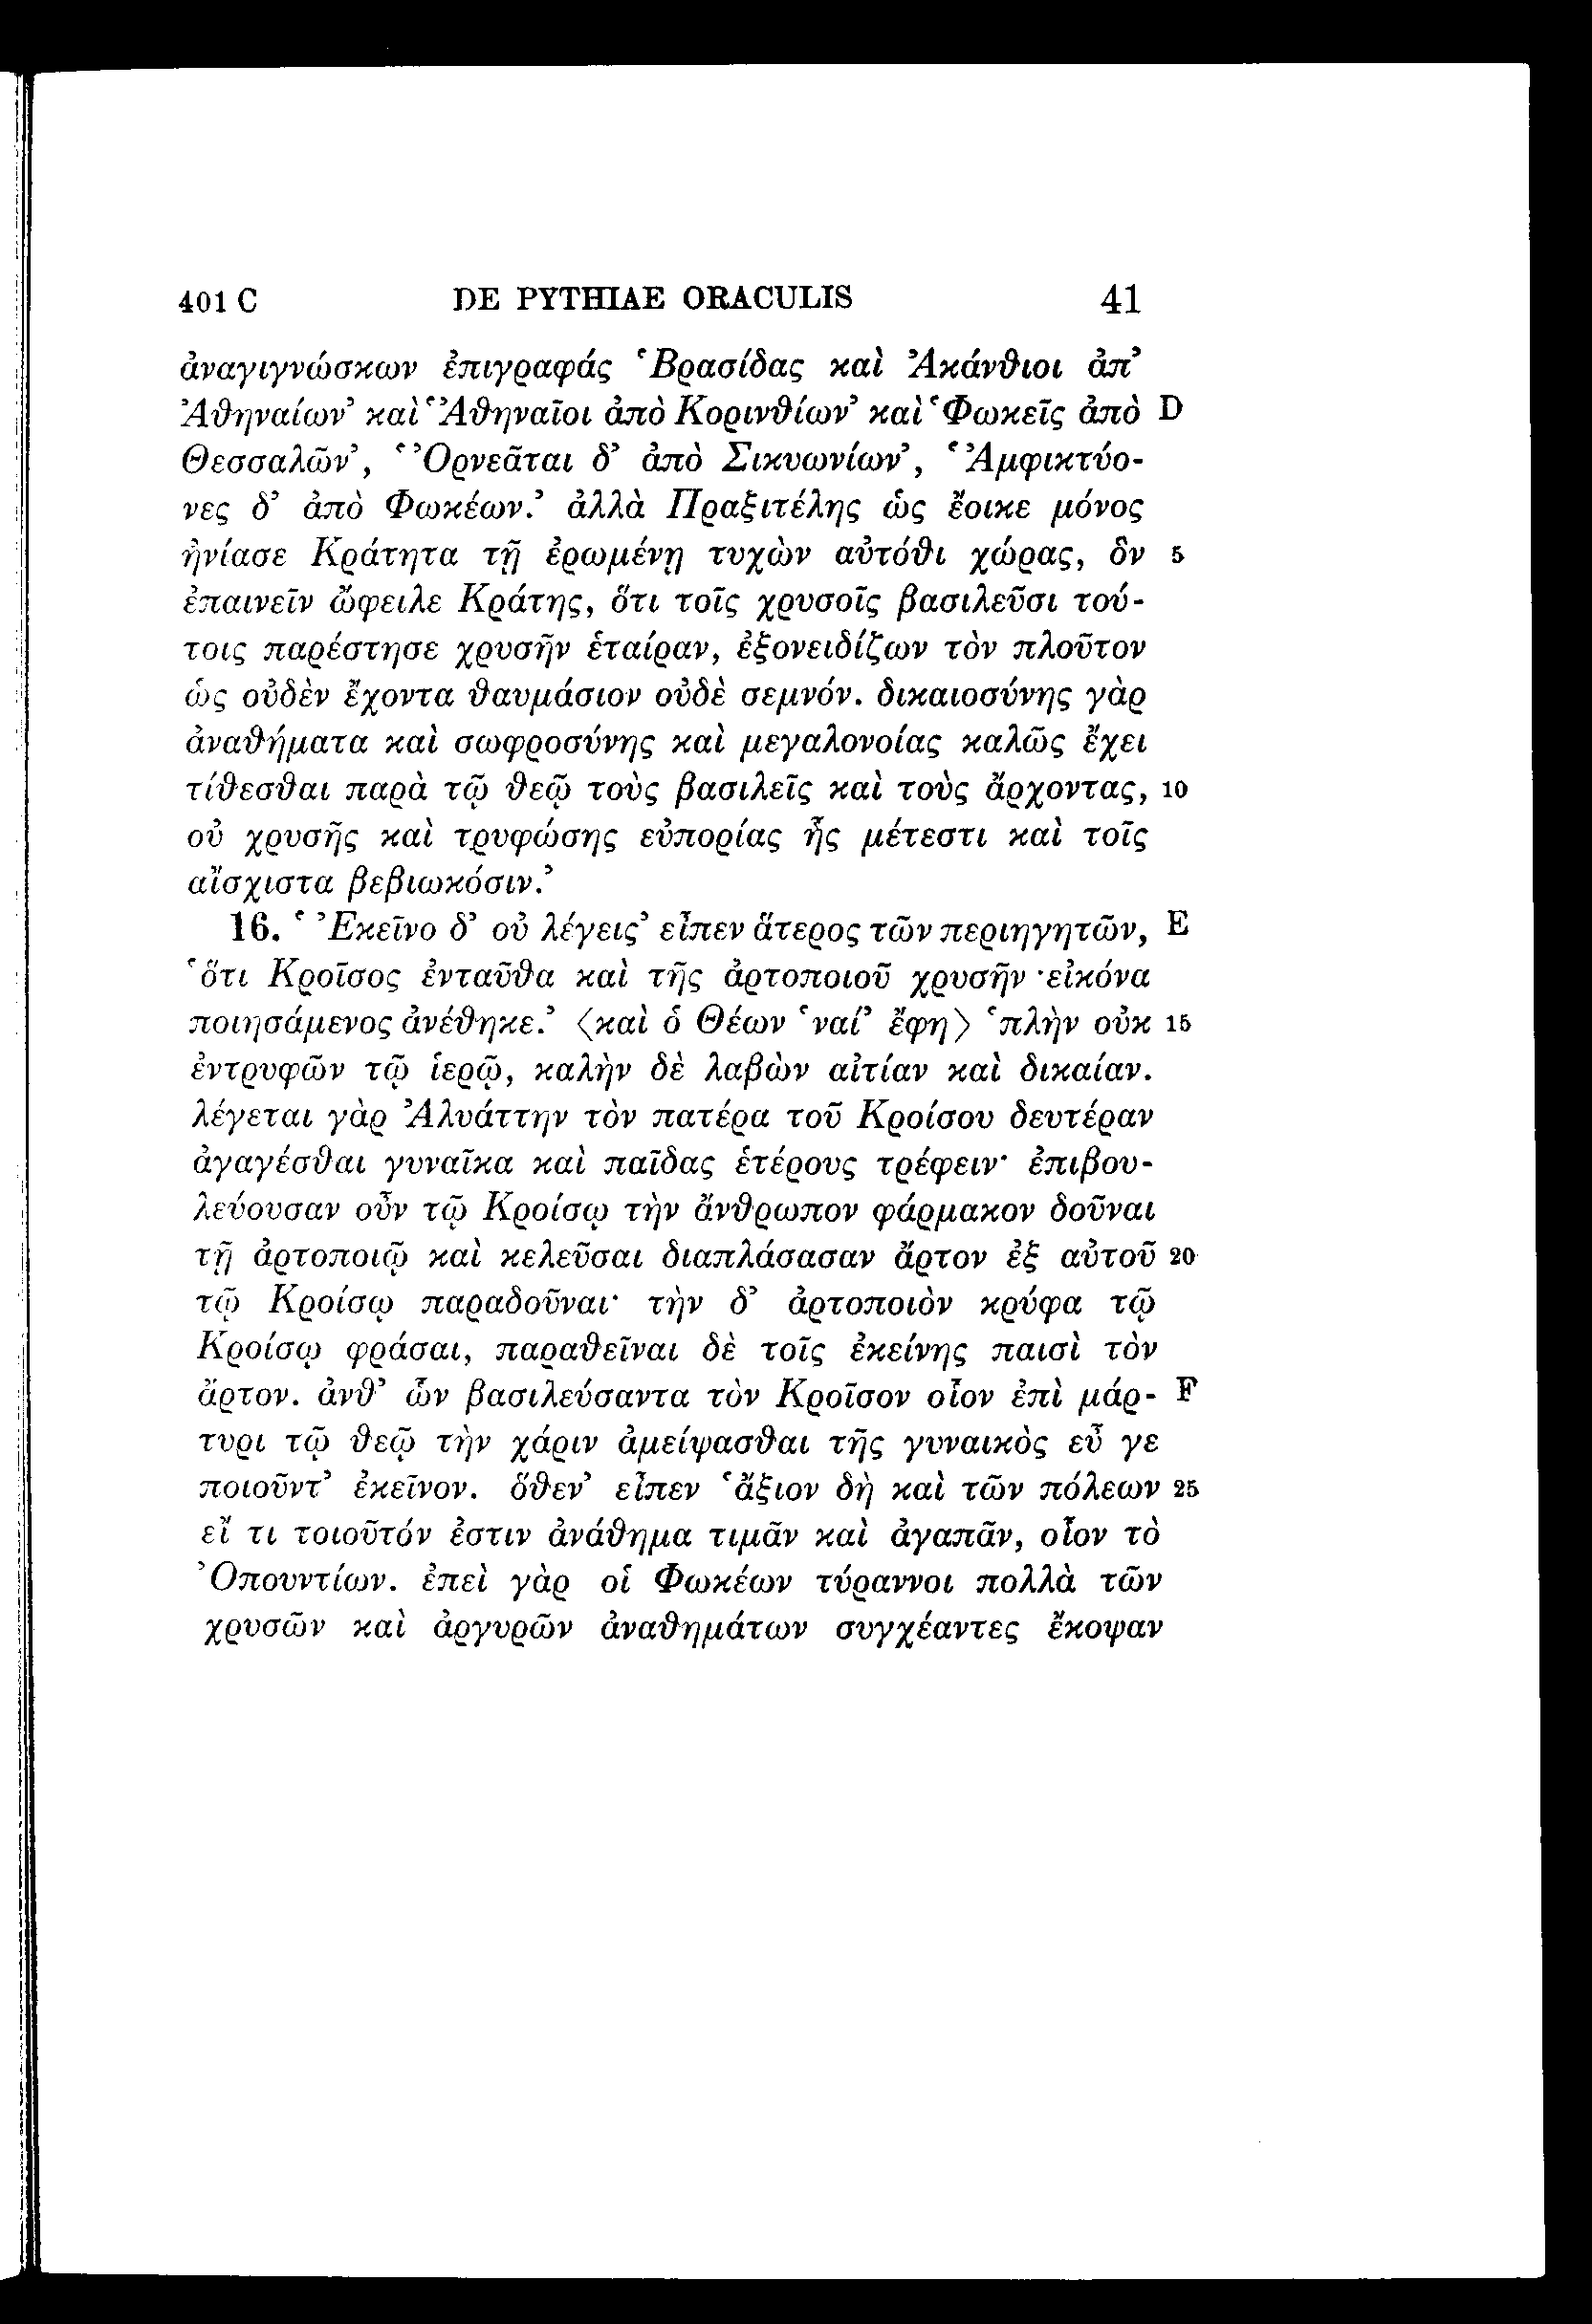 401 C DE PYTHIAE ORACULIS 41
ἀναγιγνώσκων ἐπιγραφάς ‘Βρασίδας καὶ Ἀκάνθιοι ἀπ’
Ἀθηναίων’ καὶ ‘Ἀθηναῖοι ἀπὸ Κορινθίων’ καὶ ‘Φωκεῖς ἀπὸ D
Θεσσαλῶν’, ‘Ὀρνεᾶται δ’ ἀπὸ Σικυωνίων’, ‘Ἀμφικτύο-
νες δ’ ἀπὸ Φωκέων.’ ἀλλὰ Πραξιτέλης ὡς ἔοικε μόνος
ἠνίασε Κράτητα τῇ ἐρωμένῃ τυχὼν αὐτόθι χώρας, ὃν 5
ἐπαινεῖν ὤφειλε Κράτης, ὅτι τοῖς χρυσοῖς βασιλεῦσι τού-
τοις παρέστησε χρυσῆν ἑταίραν, ἐξονειδίζων τὸν πλοῦτον
ὡς οὐδὲν ἔχοντα θαυμάσιον οὐδὲ σεμνόν. δικαιοσύνης γὰρ
ἀναθήματα καὶ σωφροσύνης καὶ μεγαλονοίας καλῶς ἔχει
τίθεσθαι παρὰ τῷ θεῷ τοὺς βασιλεῖς καὶ τοὺς ἄρχοντας, 10
οὐ χρυσῆς καὶ τρυφώσης εὐπορίας ἧς μέτεστι καὶ τοῖς
αἴσχιστα βεβιωκόσιν.’
16. ‘Ἐκεῖνο δ’ οὐ λέγεις’ εἶπεν ἅτερος τῶν περιηγητῶν, E
‘ὅτι Κροῖσος ἐνταῦθα καὶ τῆς ἀρτοποιοῦ χρυσῆν εἰκόνα
ποιησάμενος ἀνέθηκε.’ 〈καὶ ὁ Θέων ‘ναί’ ἔφη〉 ‘πλὴν οὐκ 15
ἐντρυφῶν τῷ ἱερῷ, καλὴν δὲ λαβὼν αἰτίαν καὶ δικαίαν.
λέγεται γὰρ Ἀλυάττην τὸν πατέρα τοῦ Κροίσου δευτέραν
ἀγαγέσθαι γυναῖκα καὶ παῖδας ἑτέρους τρέφειν· ἐπιβου-
λεύουσαν οὖν τῷ Κροίσῳ τὴν ἄνθρωπον φάρμακον δοῦναι
τῇ ἀρτοποιῷ καὶ κελεῦσαι διαπλάσασαν ἄρτον ἐξ αὐτοῦ 20
τῷ Κροίσῳ παραδοῦναι· τὴν δ’ ἀρτοποιὸν κρύφα τῷ
Κροίσῳ φράσαι, παραθεῖναι δὲ τοῖς ἐκείνης παισὶ τὸν
ἄρτον. ἀνθ’ ὧν βασιλεύσαντα τὸν Κροῖσον οἷον ἐπὶ μάρ- F
τυρι τῷ θεῷ τὴν χάριν ἀμείψασθαι τῆς γυναικὸς εὖ γε
ποιοῦντ’ ἐκεῖνον. ὅθεν’ εἶπεν ‘ἄξιον δὴ καὶ τῶν πόλεων 25
εἴ τι τοιοῦτόν ἐστιν ἀνάθημα τιμᾶν καὶ ἀγαπᾶν, οἷον τὸ
Ὀπουντίων. ἐπεὶ γὰρ οἱ Φωκέων τύραννοι πολλὰ τῶν
χρυσῶν καὶ ἀργυρῶν ἀναθημάτων συγχέαντες ἔκοψαν